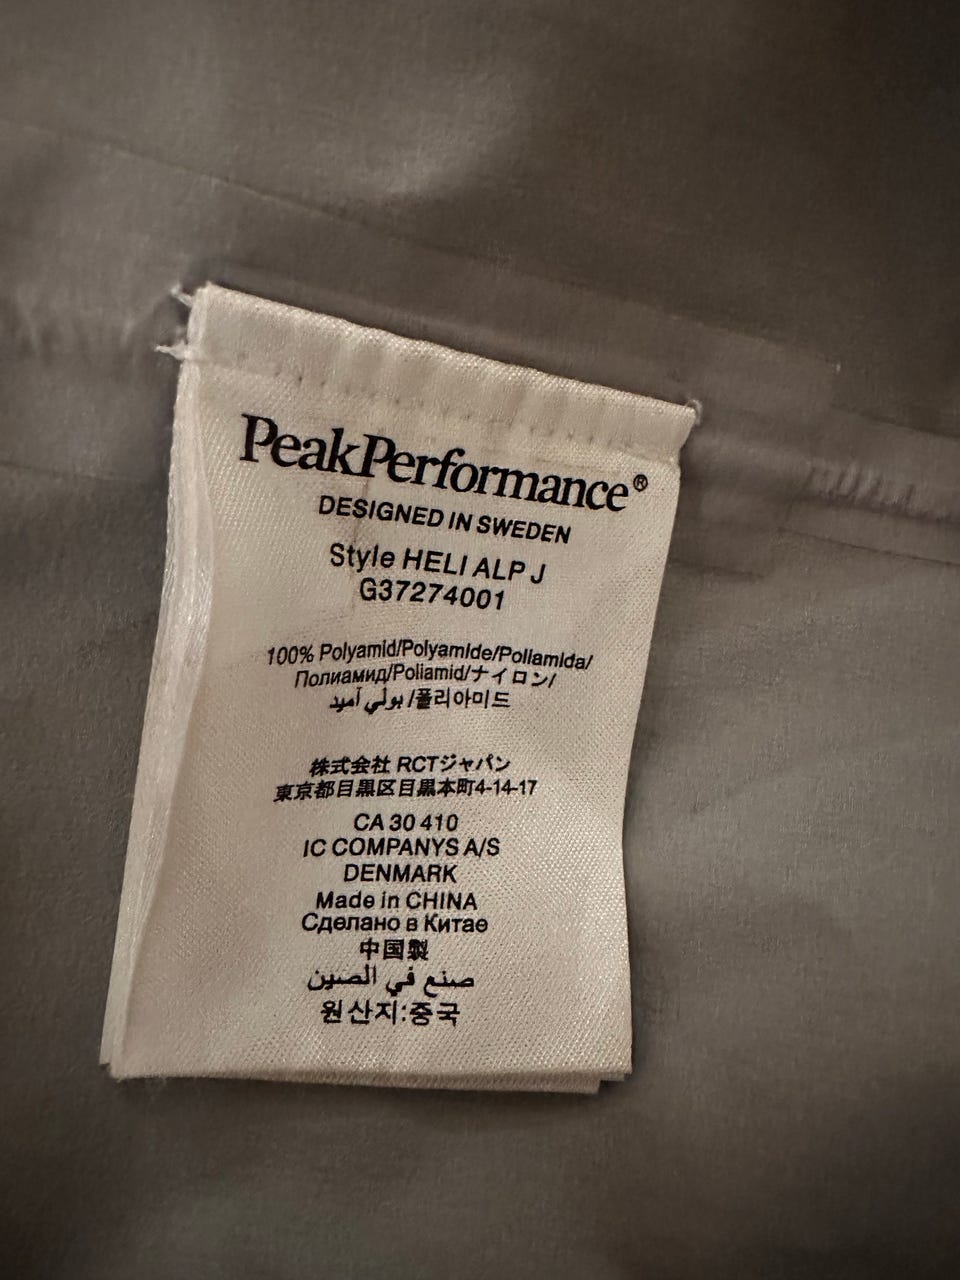 PeakPerformance®
DESIGNED IN SWEDEN
Style HELI ALP J
G37274001
100% Polyamid/Polyamide/Poliamida/
Полиамид/Poliamid/ナイロン/
بولي أميد/폴리아미드
株式会社 RCTジャパン
東京都目黒区目黒本町4-14-17
CA 30 410
IC COMPANYS A/S
DENMARK
Made in CHINA
Сделано в Китае
中国製
صنع في الصين
원산지:중국